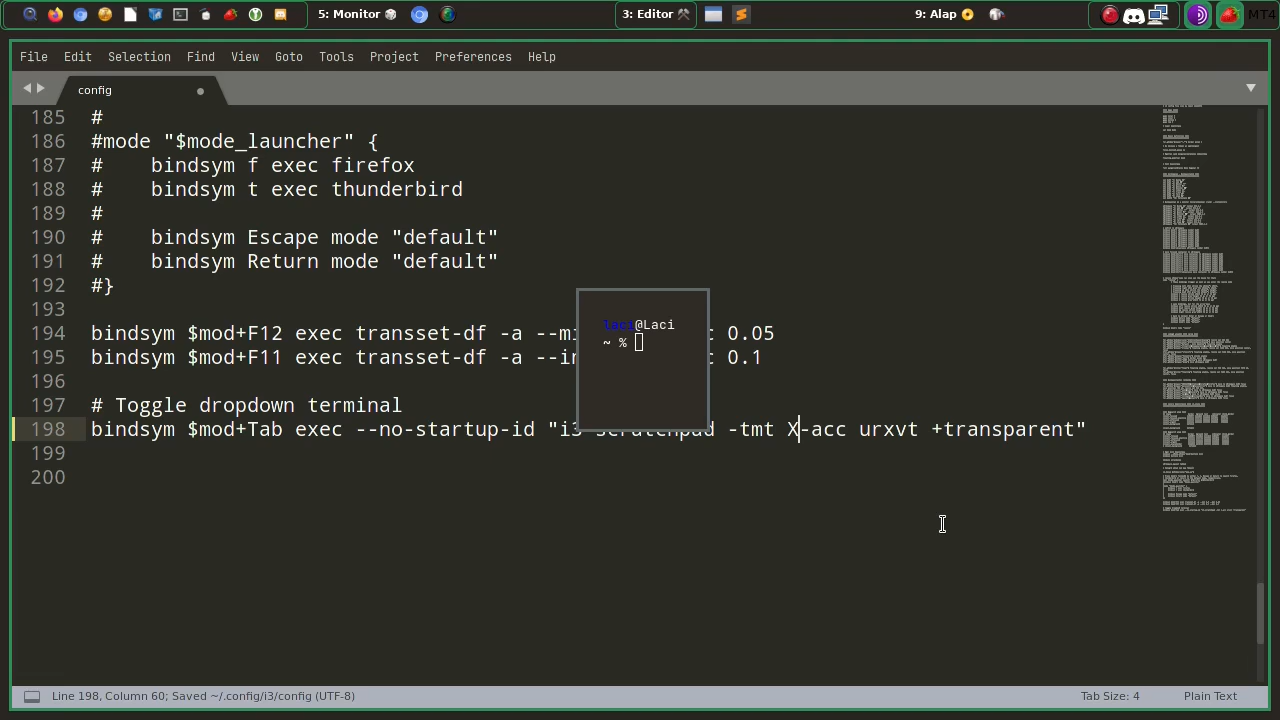 5: Monitor
3: Editor
9: Alap
MT4
File Edit Selection Find View Goto Tools Project Preferences Help
config
185 #
186 #mode "$mode_launcher" {
187 #    bindsym f exec firefox
188 #    bindsym t exec thunderbird
189 #
190 #    bindsym Escape mode "default"
191 #    bindsym Return mode "default"
192 #}
193
194 bindsym $mod+F12 exec transset-df -a --mi c 0.05
195 bindsym $mod+F11 exec transset-df -a --in c 0.1
196
197 # Toggle dropdown terminal
198 bindsym $mod+Tab exec --no-startup-id "i3-scratchpad -tmt X-acc urxvt +transparent"
199
200
laci@Laci
~ %
Line 198, Column 60; Saved ~/.config/i3/config (UTF-8)
Tab Size: 4
Plain Text